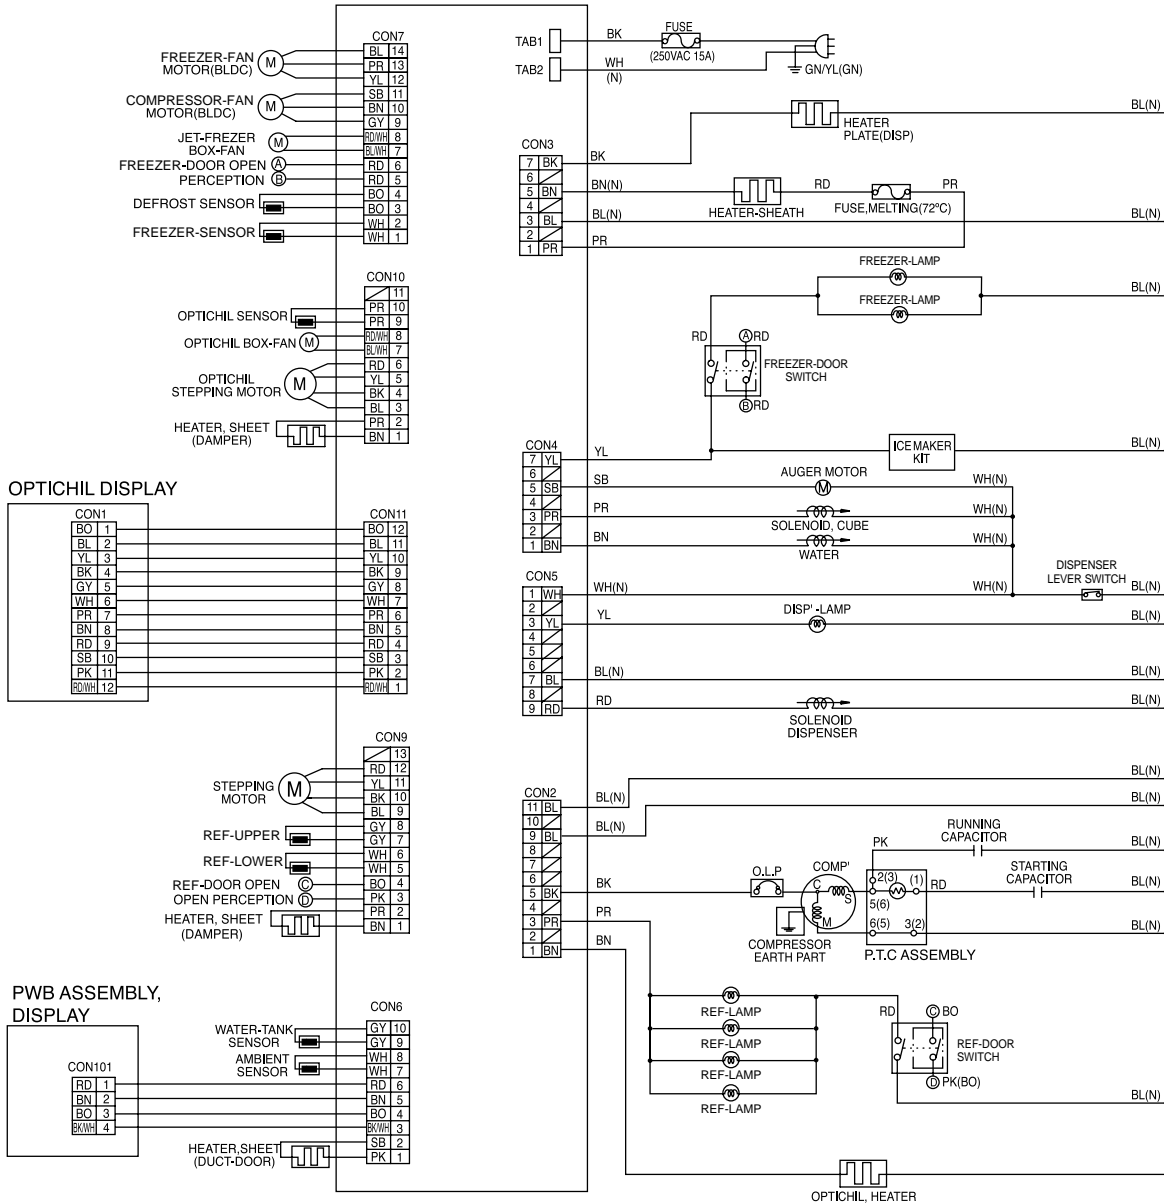 CON7
FREEZER-FAN
MOTOR(BLDC)
M
BL 14
PR 13
YL 12
COMPRESSOR-FAN
MOTOR(BLDC)
M
SB 11
BN 10
GY 9
JET-FREZER
BOX-FAN
M
RD/WH 8
BL/WH 7
FREEZER-DOOR OPEN A RD 6
PERCEPTION B RD 5
DEFROST SENSOR
BO 4
BO 3
FREEZER-SENSOR
WH 2
WH 1
CON10
11
OPTICHIL SENSOR
PR 10
PR 9
OPTICHIL BOX-FAN M
RD/WH 8
BL/WH 7
OPTICHIL
STEPPING MOTOR
M
RD 6
YL 5
BK 4
BL 3
HEATER, SHEET
(DAMPER)
PR 2
BN 1
OPTICHIL DISPLAY
CON1
BO 1
BL 2
YL 3
BK 4
GY 5
WH 6
PR 7
BN 8
RD 9
SB 10
PK 11
RD/WH 12
CON11
BO 12
BL 11
YL 10
BK 9
GY 8
WH 7
PR 6
BN 5
RD 4
SB 3
PK 2
RD/WH 1
CON9
13
STEPPING
MOTOR
M
RD 12
YL 11
BK 10
BL 9
REF-UPPER
GY 8
GY 7
REF-LOWER
WH 6
WH 5
REF-DOOR OPEN C BO 4
OPEN PERCEPTION D PK 3
HEATER, SHEET
(DAMPER)
PR 2
BN 1
PWB ASSEMBLY,
DISPLAY
CON101
RD 1
BN 2
BO 3
BK/WH 4
CON6
WATER-TANK
SENSOR
GY 10
GY 9
AMBIENT
SENSOR
WH 8
WH 7
RD 6
BN 5
BO 4
BK/WH 3
HEATER,SHEET
(DUCT-DOOR)
SB 2
PK 1
TAB1
BK
FUSE
(250VAC 15A)
TAB2
WH
(N)
GN/YL(GN)
HEATER
PLATE(DISP)
BL(N)
CON3
7 BK
BK
6
5 BN
BN(N)
HEATER-SHEATH
RD
FUSE,MELTING(72°C)
PR
4
3 BL
BL(N)
BL(N)
2
1 PR
PR
FREEZER-LAMP
FREEZER-LAMP
BL(N)
RD
A RD
FREEZER-DOOR
SWITCH
B RD
CON4
7 YL
YL
ICE MAKER
KIT
BL(N)
6
5 SB
SB
AUGER MOTOR
M
WH(N)
4
3 PR
PR
SOLENOID, CUBE
WH(N)
2
1 BN
BN
WATER
WH(N)
CON5
1 WH
WH(N)
WH(N)
DISPENSER
LEVER SWITCH
BL(N)
2
3 YL
YL
DISP' -LAMP
BL(N)
4
5
6
7 BL
BL(N)
BL(N)
8
9 RD
RD
SOLENOID
DISPENSER
BL(N)
CON2
11 BL
BL(N)
BL(N)
10
9 BL
BL(N)
BL(N)
8
7
6
5 BK
BK
O.L.P
COMP'
C
S
M
COMPRESSOR
EARTH PART
PK
RUNNING
CAPACITOR
BL(N)
2(3) (1)
RD
STARTING
CAPACITOR
BL(N)
5(6)
6(5) 3(2)
BL(N)
P.T.C ASSEMBLY
4
3 PR
PR
2
1 BN
BN
REF-LAMP
REF-LAMP
REF-LAMP
REF-LAMP
RD
C BO
REF-DOOR
SWITCH
D PK(BO)
BL(N)
OPTICHIL, HEATER